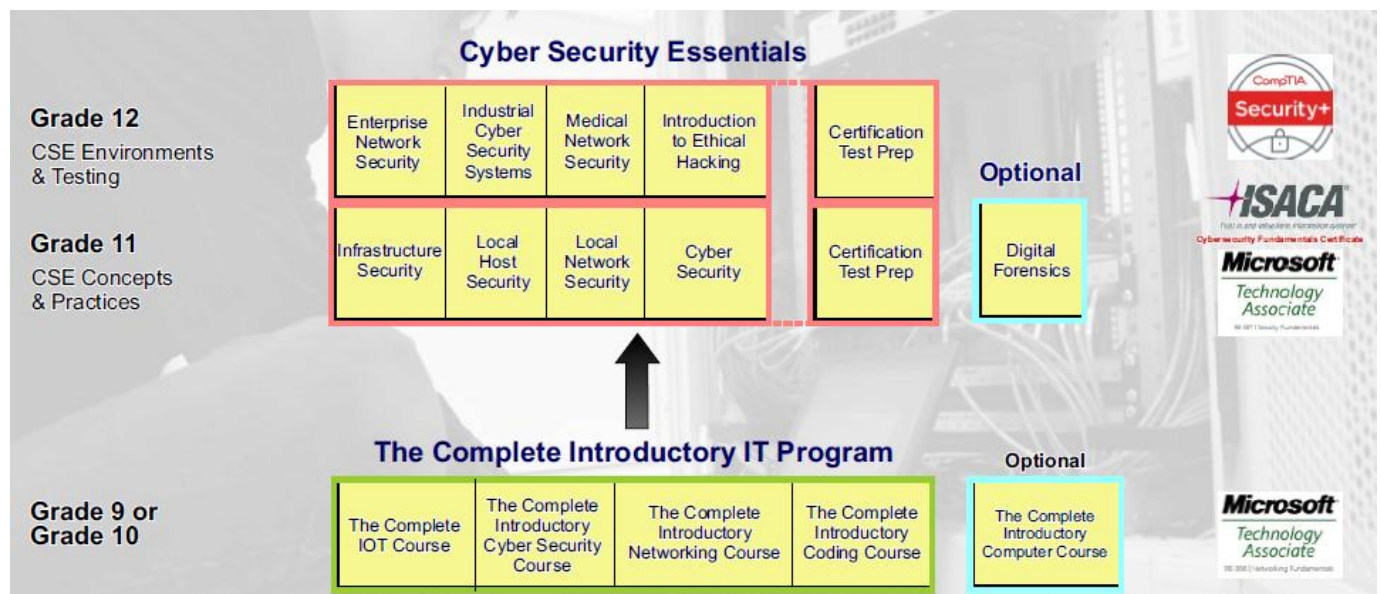 Cyber Security Essentials
Grade 12
CSE Environments
& Testing
Enterprise
Network
Security
Industrial
Cyber
Security
Systems
Medical
Network
Security
Introduction
to Ethical
Hacking
Certification
Test Prep
Optional
Grade 11
CSE Concepts
& Practices
Infrastructure
Security
Local
Host
Security
Local
Network
Security
Cyber
Security
Certification
Test Prep
Digital
Forensics
CompTIA
Security+
ISACA®
Cybersecurity Fundamentals Certificate
Microsoft
Technology
Associate
The Complete Introductory IT Program
Optional
Grade 9 or
Grade 10
The Complete
IOT Course
The Complete
Introductory
Cyber Security
Course
The Complete
Introductory
Networking Course
The Complete
Introductory
Coding Course
The Complete
Introductory
Computer Course
Microsoft
Technology
Associate
Networking Fundamentals